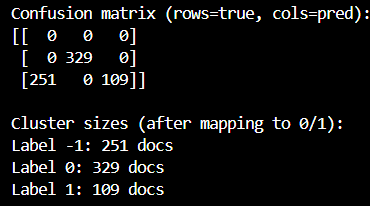 Confusion matrix (rows=true, cols=pred):
[[  0   0   0]
 [  0 329   0]
 [251   0 109]]
Cluster sizes (after mapping to 0/1):
Label -1: 251 docs
Label 0: 329 docs
Label 1: 109 docs